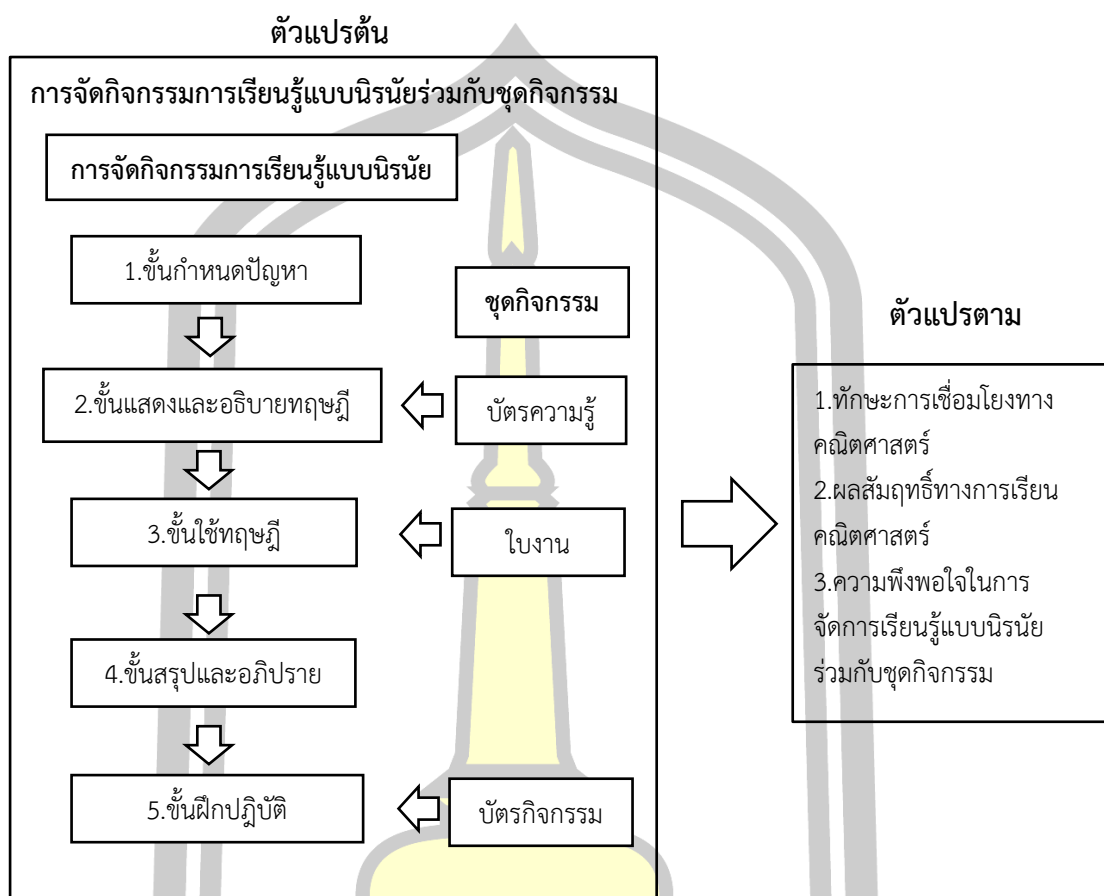 ตัวแปรต้น
การจัดกิจกรรมการเรียนรู้แบบนิรนัยร่วมกับชุดกิจกรรม
การจัดกิจกรรมการเรียนรู้แบบนิรนัย
1.ขั้นกำหนดปัญหา
ชุดกิจกรรม
2.ขั้นแสดงและอธิบายทฤษฎี
บัตรความรู้
3.ขั้นใช้ทฤษฎี
ใบงาน
4.ขั้นสรุปและอภิปราย
5.ขั้นฝึกปฎิบัติ
บัตรกิจกรรม
ตัวแปรตาม
1.ทักษะการเชื่อมโยงทาง
คณิตศาสตร์
2.ผลสัมฤทธิ์ทางการเรียน
คณิตศาสตร์
3.ความพึงพอใจในการ
จัดการเรียนรู้แบบนิรนัย
ร่วมกับชุดกิจกรรม